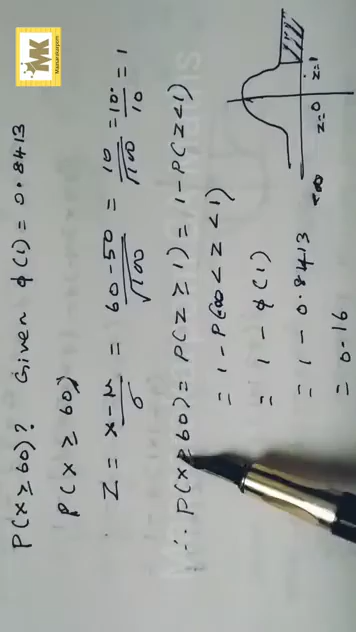 P(X≥60)? Given φ(1) = 0.8413
P(X ≥ 60)
Z = x-μ/σ = 60-50/√100 = 10/√100 = 10/10 = 1
∴ P(X≥60) = P(Z≥1) = 1-P(Z<1)
= 1-P(∞<Z<1)
= 1 - φ(1)
= 1 - 0.8413
= 0.16
-∞ Z=0 Z=1
MK